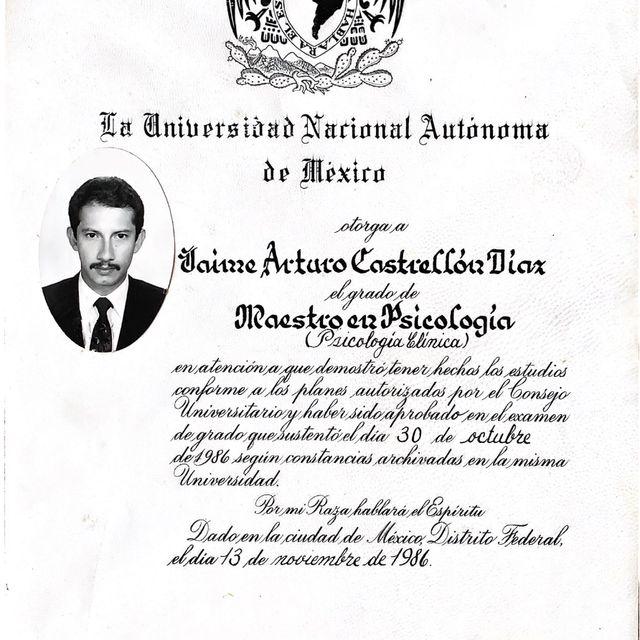 HABLARA EL ES
La Universidad Nacional Autónoma
de México
otorga a
Jaime Arturo Castrellón Díaz
el grado de
Maestro en Psicología
(Psicología Clínica)
en atención a que demostró tener hechos los estudios
conforme a los planes autorizados por el Consejo
Universitario y haber sido aprobado en el examen
de grado que sustentó el día 30 de octubre
de 1986 según constancias archivadas en la misma
Universidad.
Por mi Raza hablará el Espíritu
Dado en la ciudad de México, Distrito Federal,
el día 13 de noviembre de 1986.